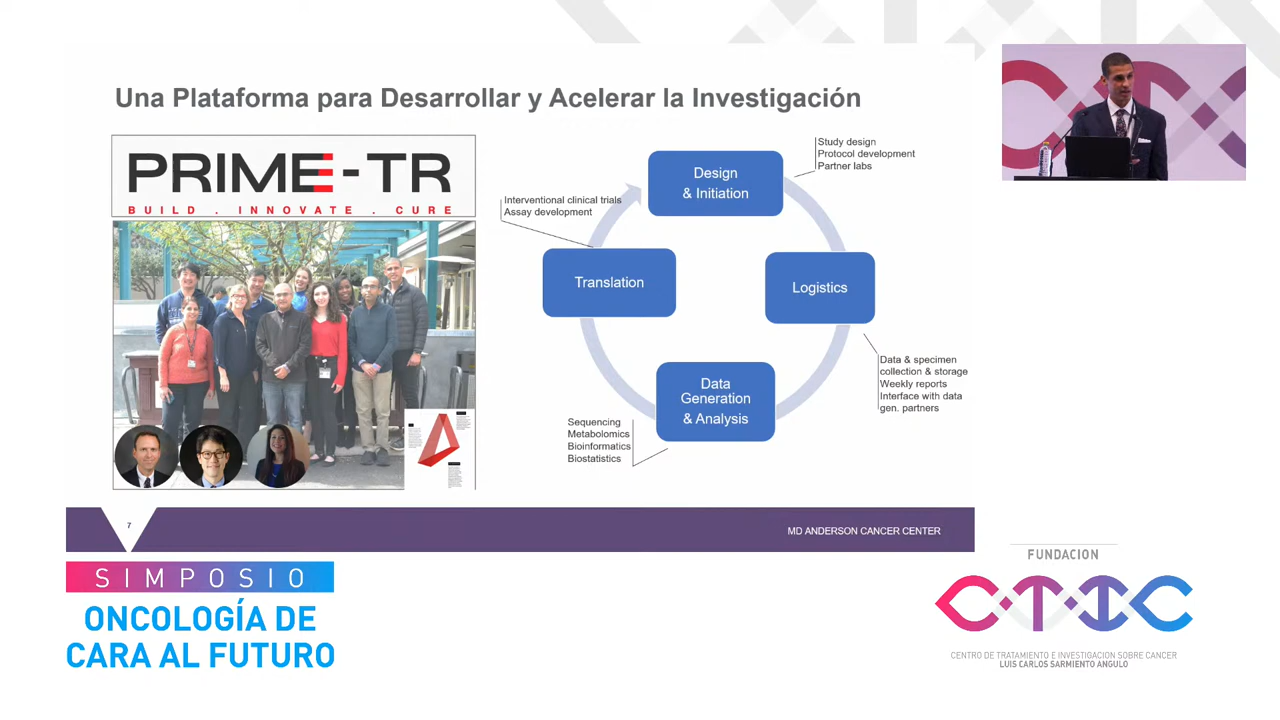 Una Plataforma para Desarrollar y Acelerar la Investigación
PRIME-TR
BUILD . INNOVATE . CURE
Design
& Initiation
Study design
Protocol development
Partner labs
Interventional clinical trials
Assay development
Translation
Logistics
Data & specimen
collection & storage
Weekly reports
Interface with data
gen. partners
Data
Generation
& Analysis
Sequencing
Metabolomics
Bioinformatics
Biostatistics
7
MD ANDERSON CANCER CENTER
SIMPOSIO
ONCOLOGÍA DE
CARA AL FUTURO
FUNDACION
CTIC
CENTRO DE TRATAMIENTO E INVESTIGACION SOBRE CANCER
LUIS CARLOS SARMIENTO ANGULO